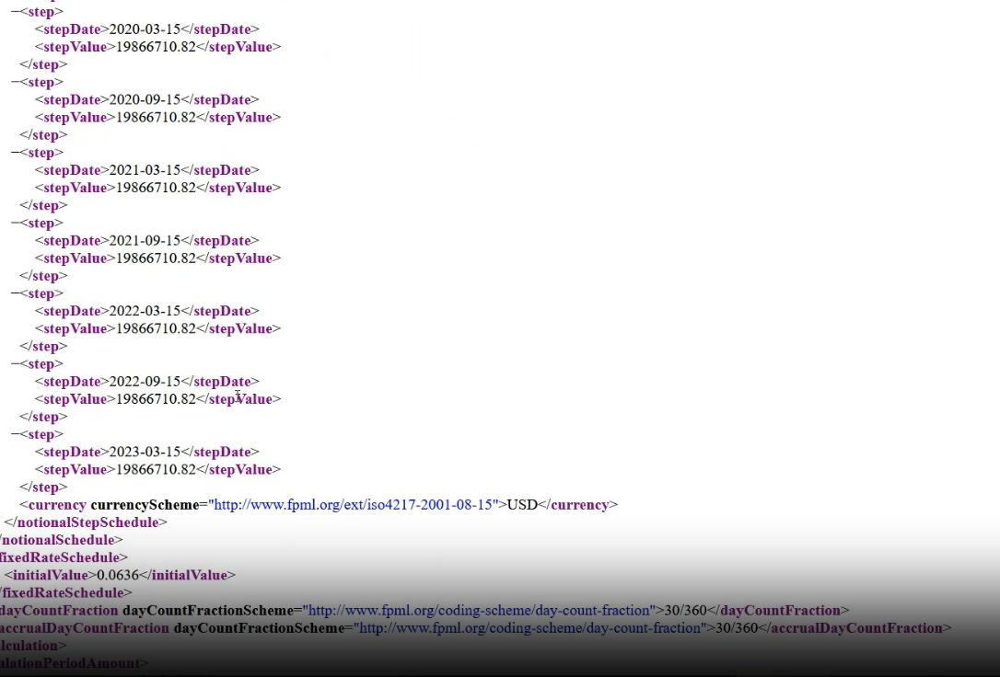 −<step>
<stepDate>2020-03-15</stepDate>
<stepValue>19866710.82</stepValue>
</step>
−<step>
<stepDate>2020-09-15</stepDate>
<stepValue>19866710.82</stepValue>
</step>
−<step>
<stepDate>2021-03-15</stepDate>
<stepValue>19866710.82</stepValue>
</step>
−<step>
<stepDate>2021-09-15</stepDate>
<stepValue>19866710.82</stepValue>
</step>
−<step>
<stepDate>2022-03-15</stepDate>
<stepValue>19866710.82</stepValue>
</step>
−<step>
<stepDate>2022-09-15</stepDate>
<stepValue>19866710.82</stepValue>
</step>
−<step>
<stepDate>2023-03-15</stepDate>
<stepValue>19866710.82</stepValue>
</step>
<currency currencyScheme="http://www.fpml.org/ext/iso4217-2001-08-15">USD</currency>
</notionalStepSchedule>
/notionalSchedule>
fixedRateSchedule>
<initialValue>0.0636</initialValue>
/fixedRateSchedule>
dayCountFraction dayCountFractionScheme="http://www.fpml.org/coding-scheme/day-count-fraction">30/360</dayCountFraction>
accrualDayCountFraction dayCountFractionScheme="http://www.fpml.org/coding-scheme/day-count-fraction">30/360</accrualDayCountFraction>
lculation>
ulationPeriodAmount>